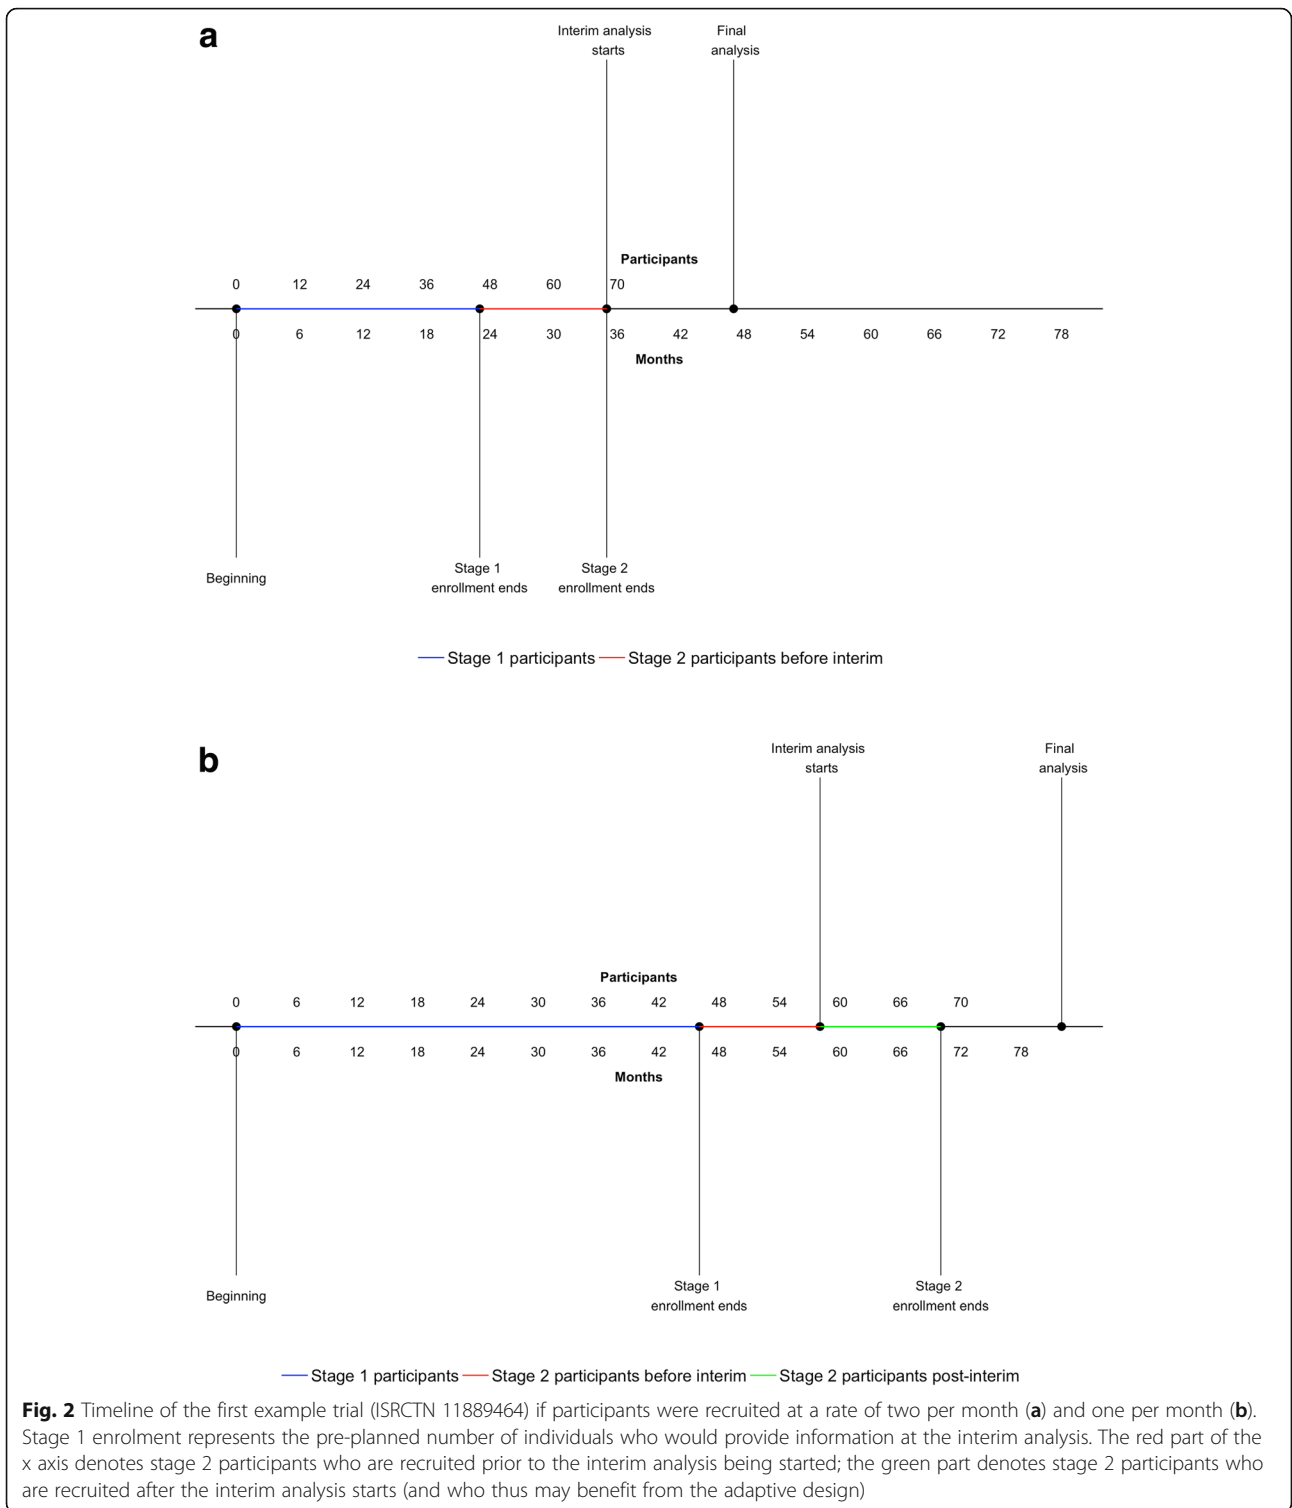 a
Interim analysis
starts
Final
analysis
Participants
0 12 24 36 48 60 70
0 6 12 18 24 30 36 42 48 54 60 66 72 78
Months
Beginning
Stage 1
enrollment ends
Stage 2
enrollment ends
Stage 1 participants Stage 2 participants before interim
b
Interim analysis
starts
Final
analysis
Participants
0 6 12 18 24 30 36 42 48 54 60 66 70
0 6 12 18 24 30 36 42 48 54 60 66 72 78
Months
Beginning
Stage 1
enrollment ends
Stage 2
enrollment ends
Stage 1 participants Stage 2 participants before interim Stage 2 participants post-interim
Fig. 2 Timeline of the first example trial (ISRCTN 11889464) if participants were recruited at a rate of two per month (a) and one per month (b).
Stage 1 enrolment represents the pre-planned number of individuals who would provide information at the interim analysis. The red part of the
x axis denotes stage 2 participants who are recruited prior to the interim analysis being started; the green part denotes stage 2 participants who
are recruited after the interim analysis starts (and who thus may benefit from the adaptive design)